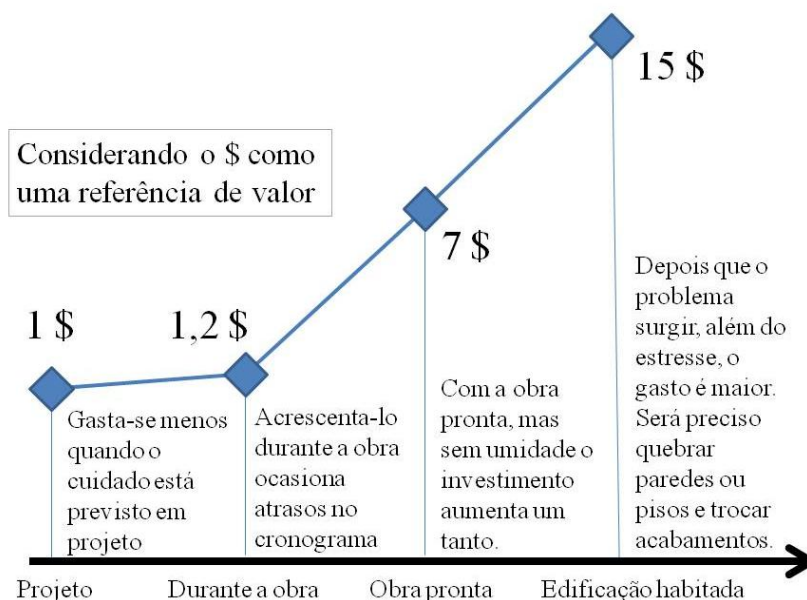 15 $
Considerando o $ como
uma referência de valor
7 $
1 $
1,2 $
Gasta-se menos
quando o
cuidado está
previsto em
projeto
Acrescenta-lo
durante a obra
ocasiona
atrasos no
cronograma
Com a obra
pronta, mas
sem umidade o
investimento
aumenta um
tanto.
Depois que o
problema
surgir, além do
estresse, o
gasto é maior.
Será preciso
quebrar
paredes ou
pisos e trocar
acabamentos.
Projeto
Durante a obra
Obra pronta
Edificação habitada